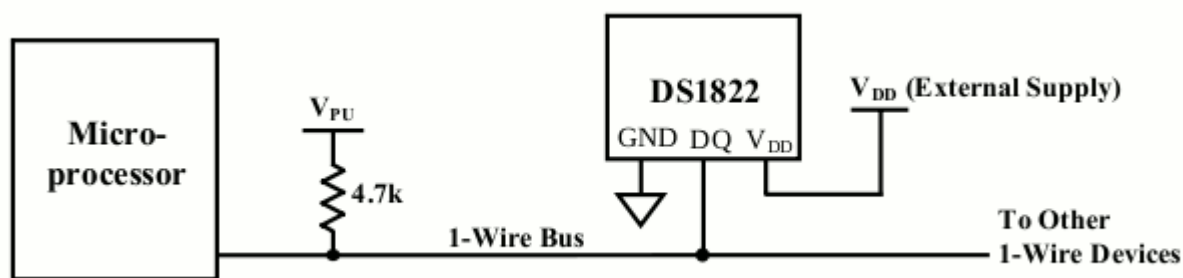 Micro-
processor
V_PU
4.7k
1-Wire Bus
DS1822
GND DQ V_DD
V_DD (External Supply)
To Other
1-Wire Devices